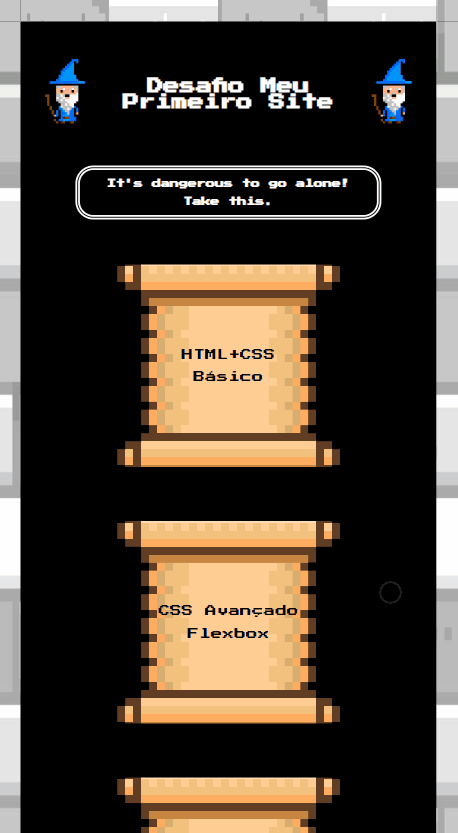 Desafio Meu
Primeiro Site
It's dangerous to go alone!
Take this.
HTML+CSS
Básico
CSS Avançado
Flexbox